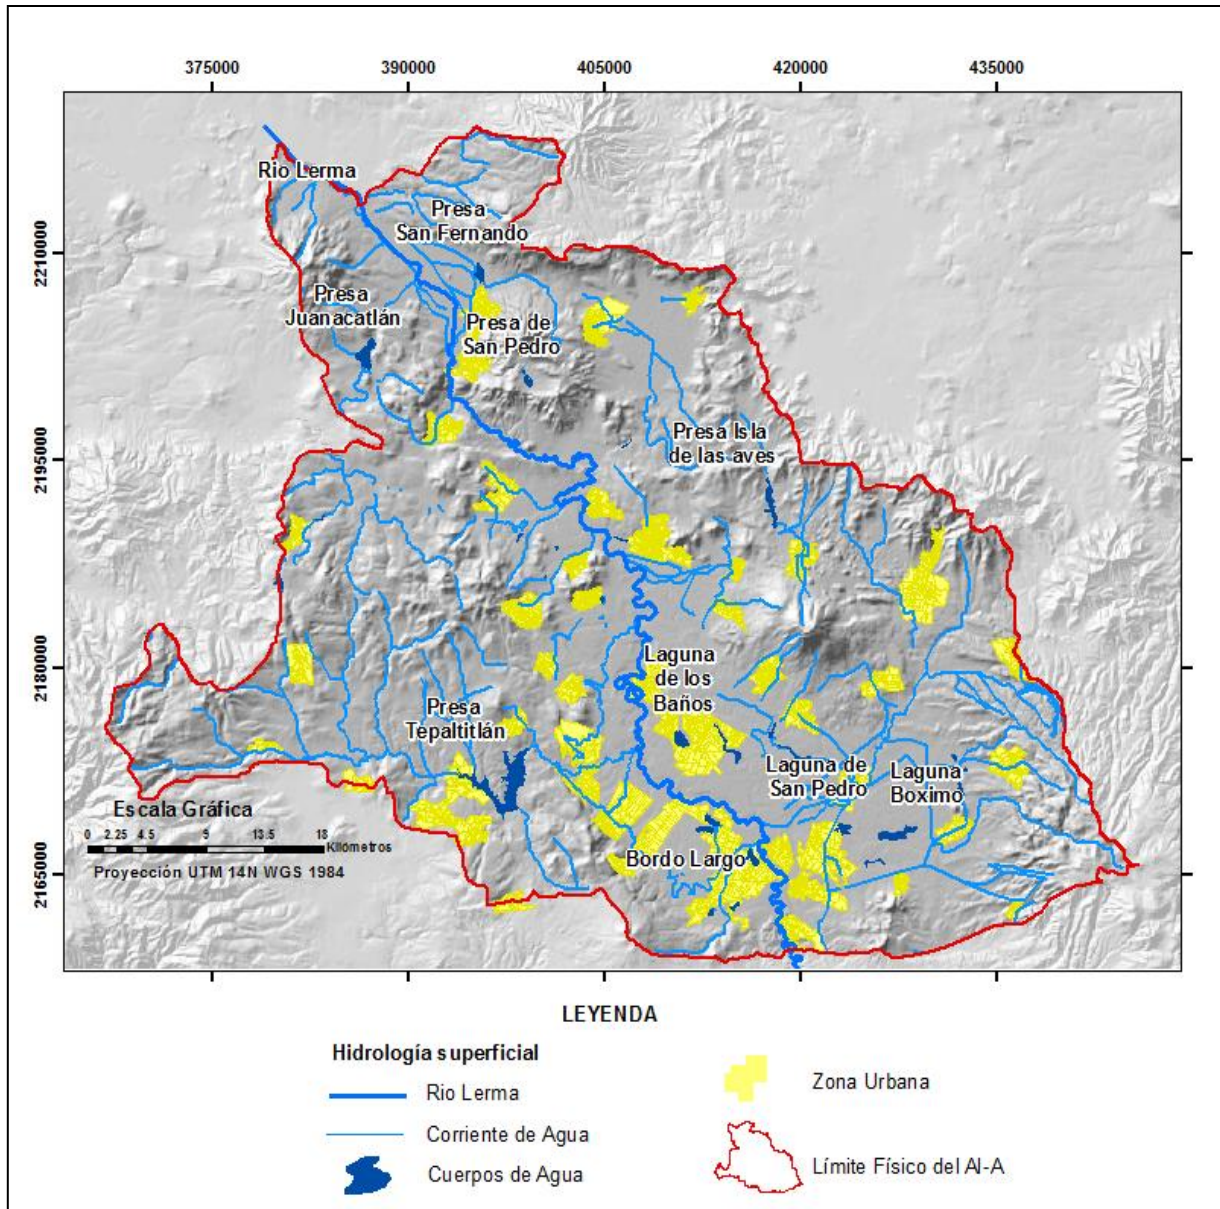 375000 390000 405000 420000 435000
Rio Lerma
Presa
San Fernando
2210000
Presa
Juanacatlán
Presa de
San Pedro
Presa Isla
de las aves
2195000
2180000
Laguna
de los
Baños
Presa
Tepaltitlán
Laguna de
San Pedro
Laguna
Boximo
Escala Gráfica
0 2.25 4.5 9 13.5 18
Kilómetros
Proyección UTM 14N WGS 1984
Bordo Largo
2165000
LEYENDA
Hidrología superficial
Rio Lerma
Corriente de Agua
Cuerpos de Agua
Zona Urbana
Límite Físico del AI-A